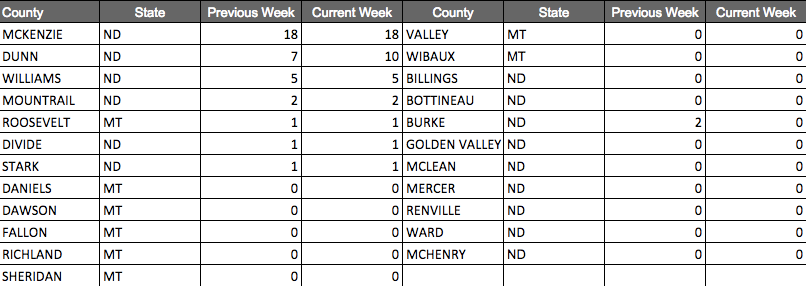 County State Previous Week Current Week County State Previous Week Current Week
MCKENZIE ND 18 18 VALLEY MT 0 0
DUNN ND 7 10 WIBAUX MT 0 0
WILLIAMS ND 5 5 BILLINGS ND 0 0
MOUNTRAIL ND 2 2 BOTTINEAU ND 0 0
ROOSEVELT MT 1 1 BURKE ND 2 0
DIVIDE ND 1 1 GOLDEN VALLEY ND 0 0
STARK ND 1 1 MCLEAN ND 0 0
DANIELS MT 0 0 MERCER ND 0 0
DAWSON MT 0 0 RENVILLE ND 0 0
FALLON MT 0 0 WARD ND 0 0
RICHLAND MT 0 0 MCHENRY ND 0 0
SHERIDAN MT 0 0